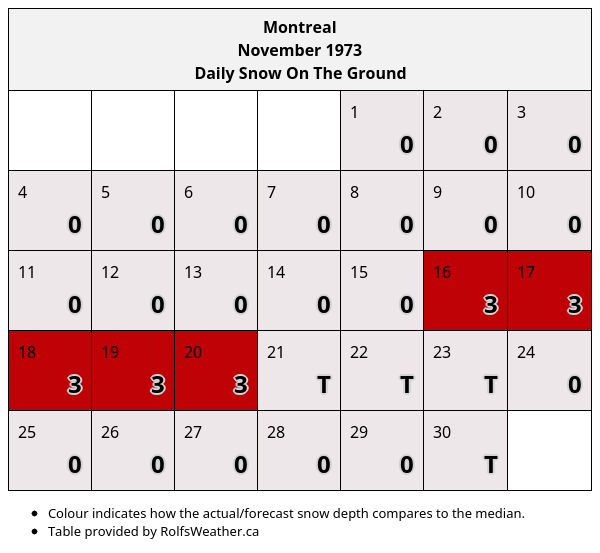 Montreal
November 1973
Daily Snow On The Ground
1 2 3
0 0 0
4 5 6 7 8 9 10
0 0 0 0 0 0 0
11 12 13 14 15 16 17
0 0 0 0 0 3 3
18 19 20 21 22 23 24
3 3 3 T T T 0
25 26 27 28 29 30
0 0 0 0 0 T
• Colour indicates how the actual/forecast snow depth compares to the median.
• Table provided by RolfsWeather.ca